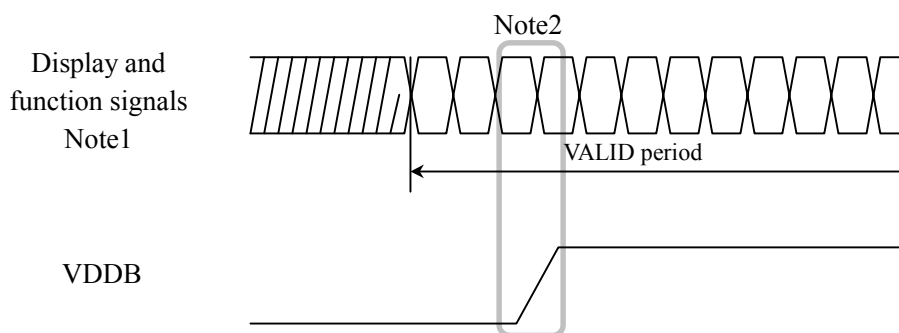 Note2
Display and
function signals
Note1
VALID period
VDDB